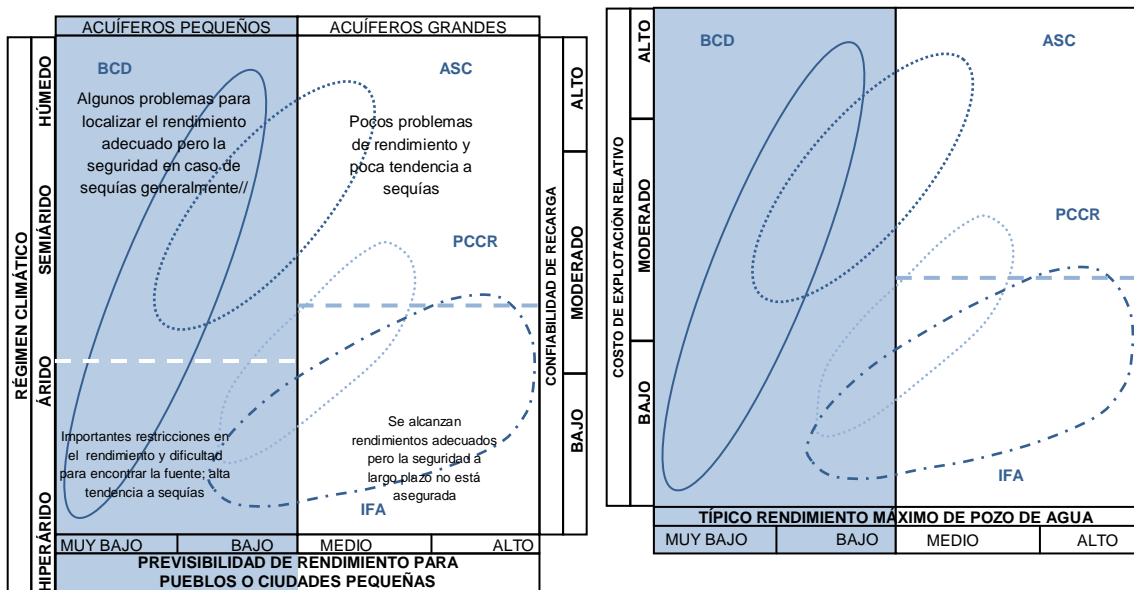 ACUÍFEROS PEQUEÑOS
ACUÍFEROS GRANDES
RÉGIMEN CLIMÁTICO
HÚMEDO
SEMIÁRIDO
ÁRIDO
HIPERÁRIDO
BCD
Algunos problemas para
localizar el rendimiento
adecuado pero la
seguridad en caso de
sequías generalmente//
ASC
Pocos problemas
de rendimiento y
poca tendencia a
sequías
PCCR
Importantes restricciones en
el rendimiento y dificultad
para encontrar la fuente; alta
tendencia a sequías
Se alcanzan
rendimientos adecuados
pero la seguridad a
largo plazo no está
asegurada
IFA
CONFIABILIDAD DE RECARGA
ALTO
MODERADO
BAJO
MUY BAJO
BAJO
MEDIO
ALTO
PREVISIBILIDAD DE RENDIMIENTO PARA
PUEBLOS O CIUDADES PEQUEÑAS
COSTO DE EXPLOTACIÓN RELATIVO
ALTO
MODERADO
BAJO
BCD
ASC
PCCR
IFA
TÍPICO RENDIMIENTO MÁXIMO DE POZO DE AGUA
MUY BAJO
BAJO
MEDIO
ALTO